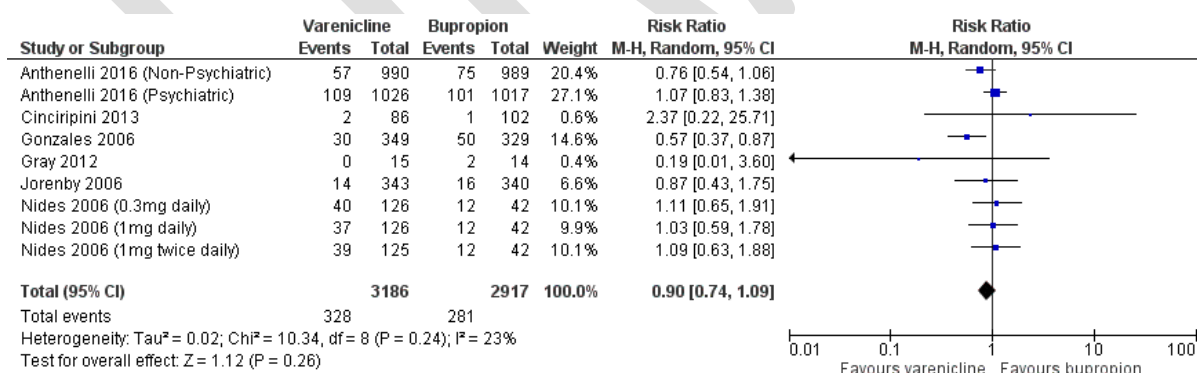 Varenicline Bupropion Risk Ratio Risk Ratio
Study or Subgroup Events Total Events Total Weight M-H, Random, 95% CI M-H, Random, 95% CI
Anthenelli 2016 (Non-Psychiatric) 57 990 75 989 20.4% 0.76 [0.54, 1.06]
Anthenelli 2016 (Psychiatric) 109 1026 101 1017 27.1% 1.07 [0.83, 1.38]
Cinciripini 2013 2 86 1 102 0.6% 2.37 [0.22, 25.71]
Gonzales 2006 30 349 50 329 14.6% 0.57 [0.37, 0.87]
Gray 2012 0 15 2 14 0.4% 0.19 [0.01, 3.60]
Jorenby 2006 14 343 16 340 6.6% 0.87 [0.43, 1.75]
Nides 2006 (0.3mg daily) 40 126 12 42 10.1% 1.11 [0.65, 1.91]
Nides 2006 (1mg daily) 37 126 12 42 9.9% 1.03 [0.59, 1.78]
Nides 2006 (1mg twice daily) 39 125 12 42 10.1% 1.09 [0.63, 1.88]
Total (95% CI) 3186 2917 100.0% 0.90 [0.74, 1.09]
Total events 328 281
Heterogeneity: Tau² = 0.02; Chi² = 10.34, df = 8 (P = 0.24); I² = 23%
Test for overall effect: Z = 1.12 (P = 0.26)
0.01 0.1 1 10 100
Favours varenicline Favours bupropion